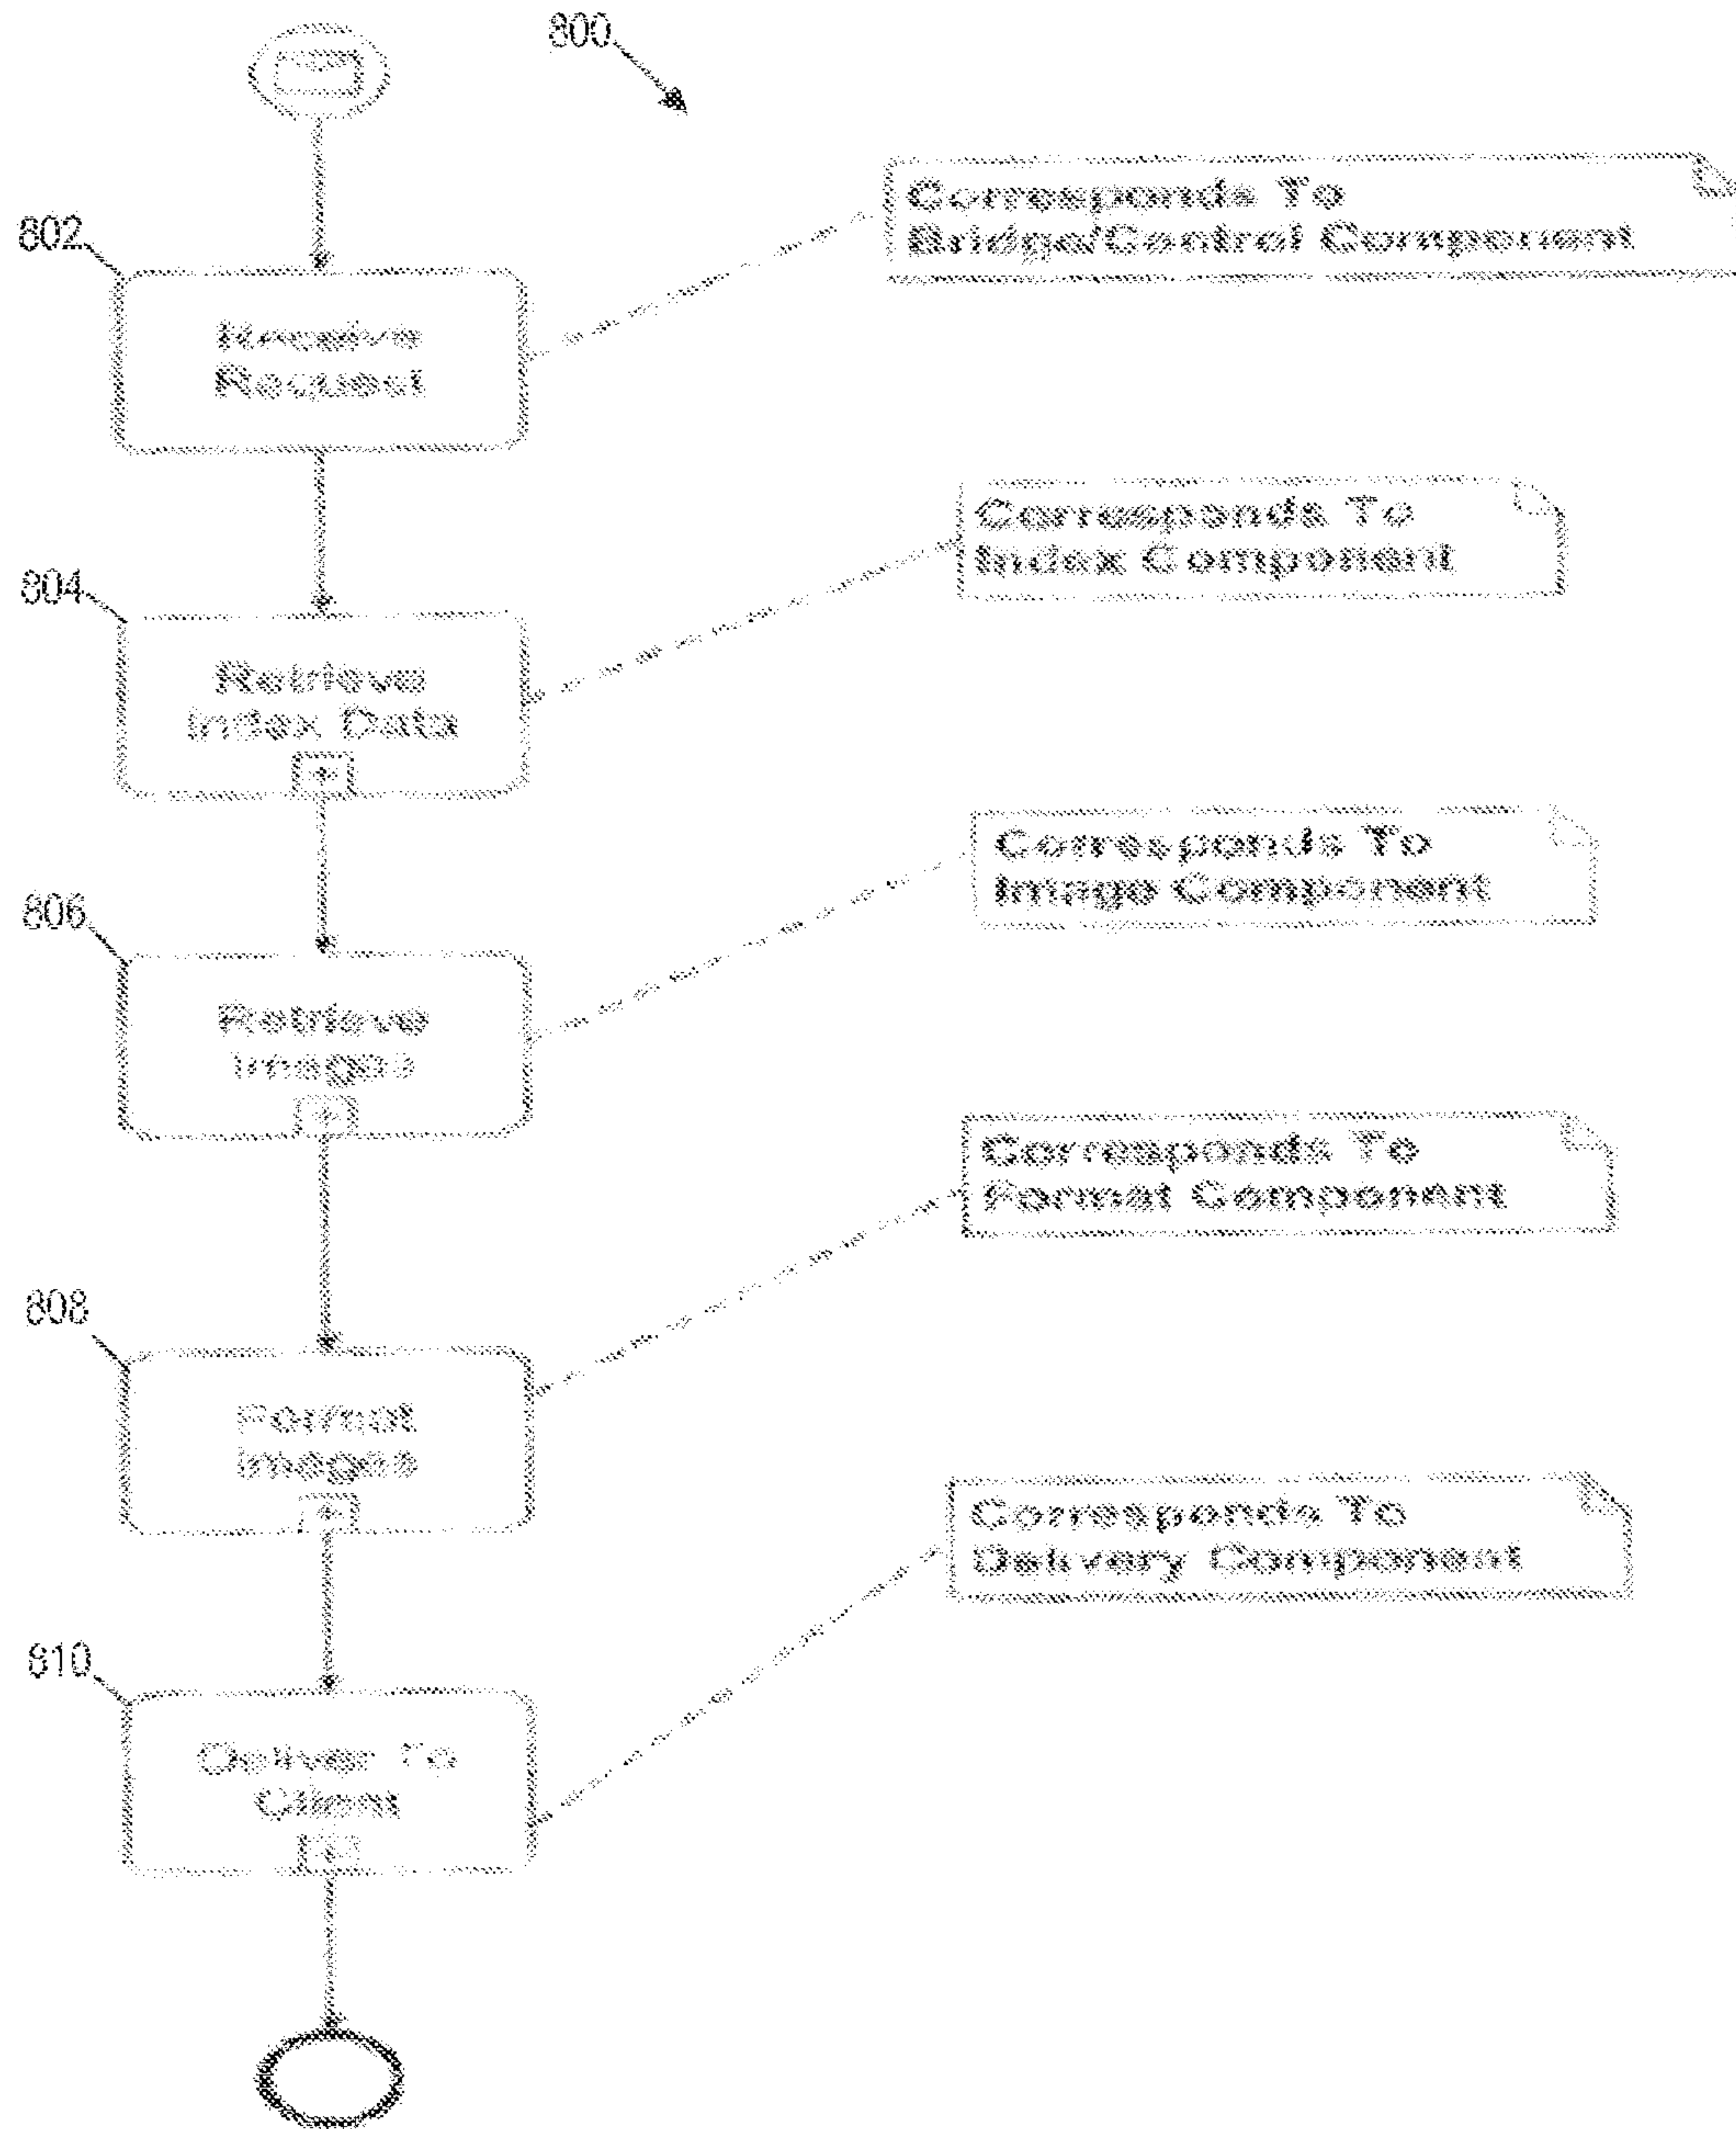 800
Corresponds To
Bridge/Control Component
802
Receive
Request
Corresponds To
Index Component
804
Retrieve
Index Data
Corresponds To
Image Component
806
Retrieve
Images
Corresponds To
Format Component
808
Format
Images
Corresponds To
Delivery Component
810
Deliver To
Client